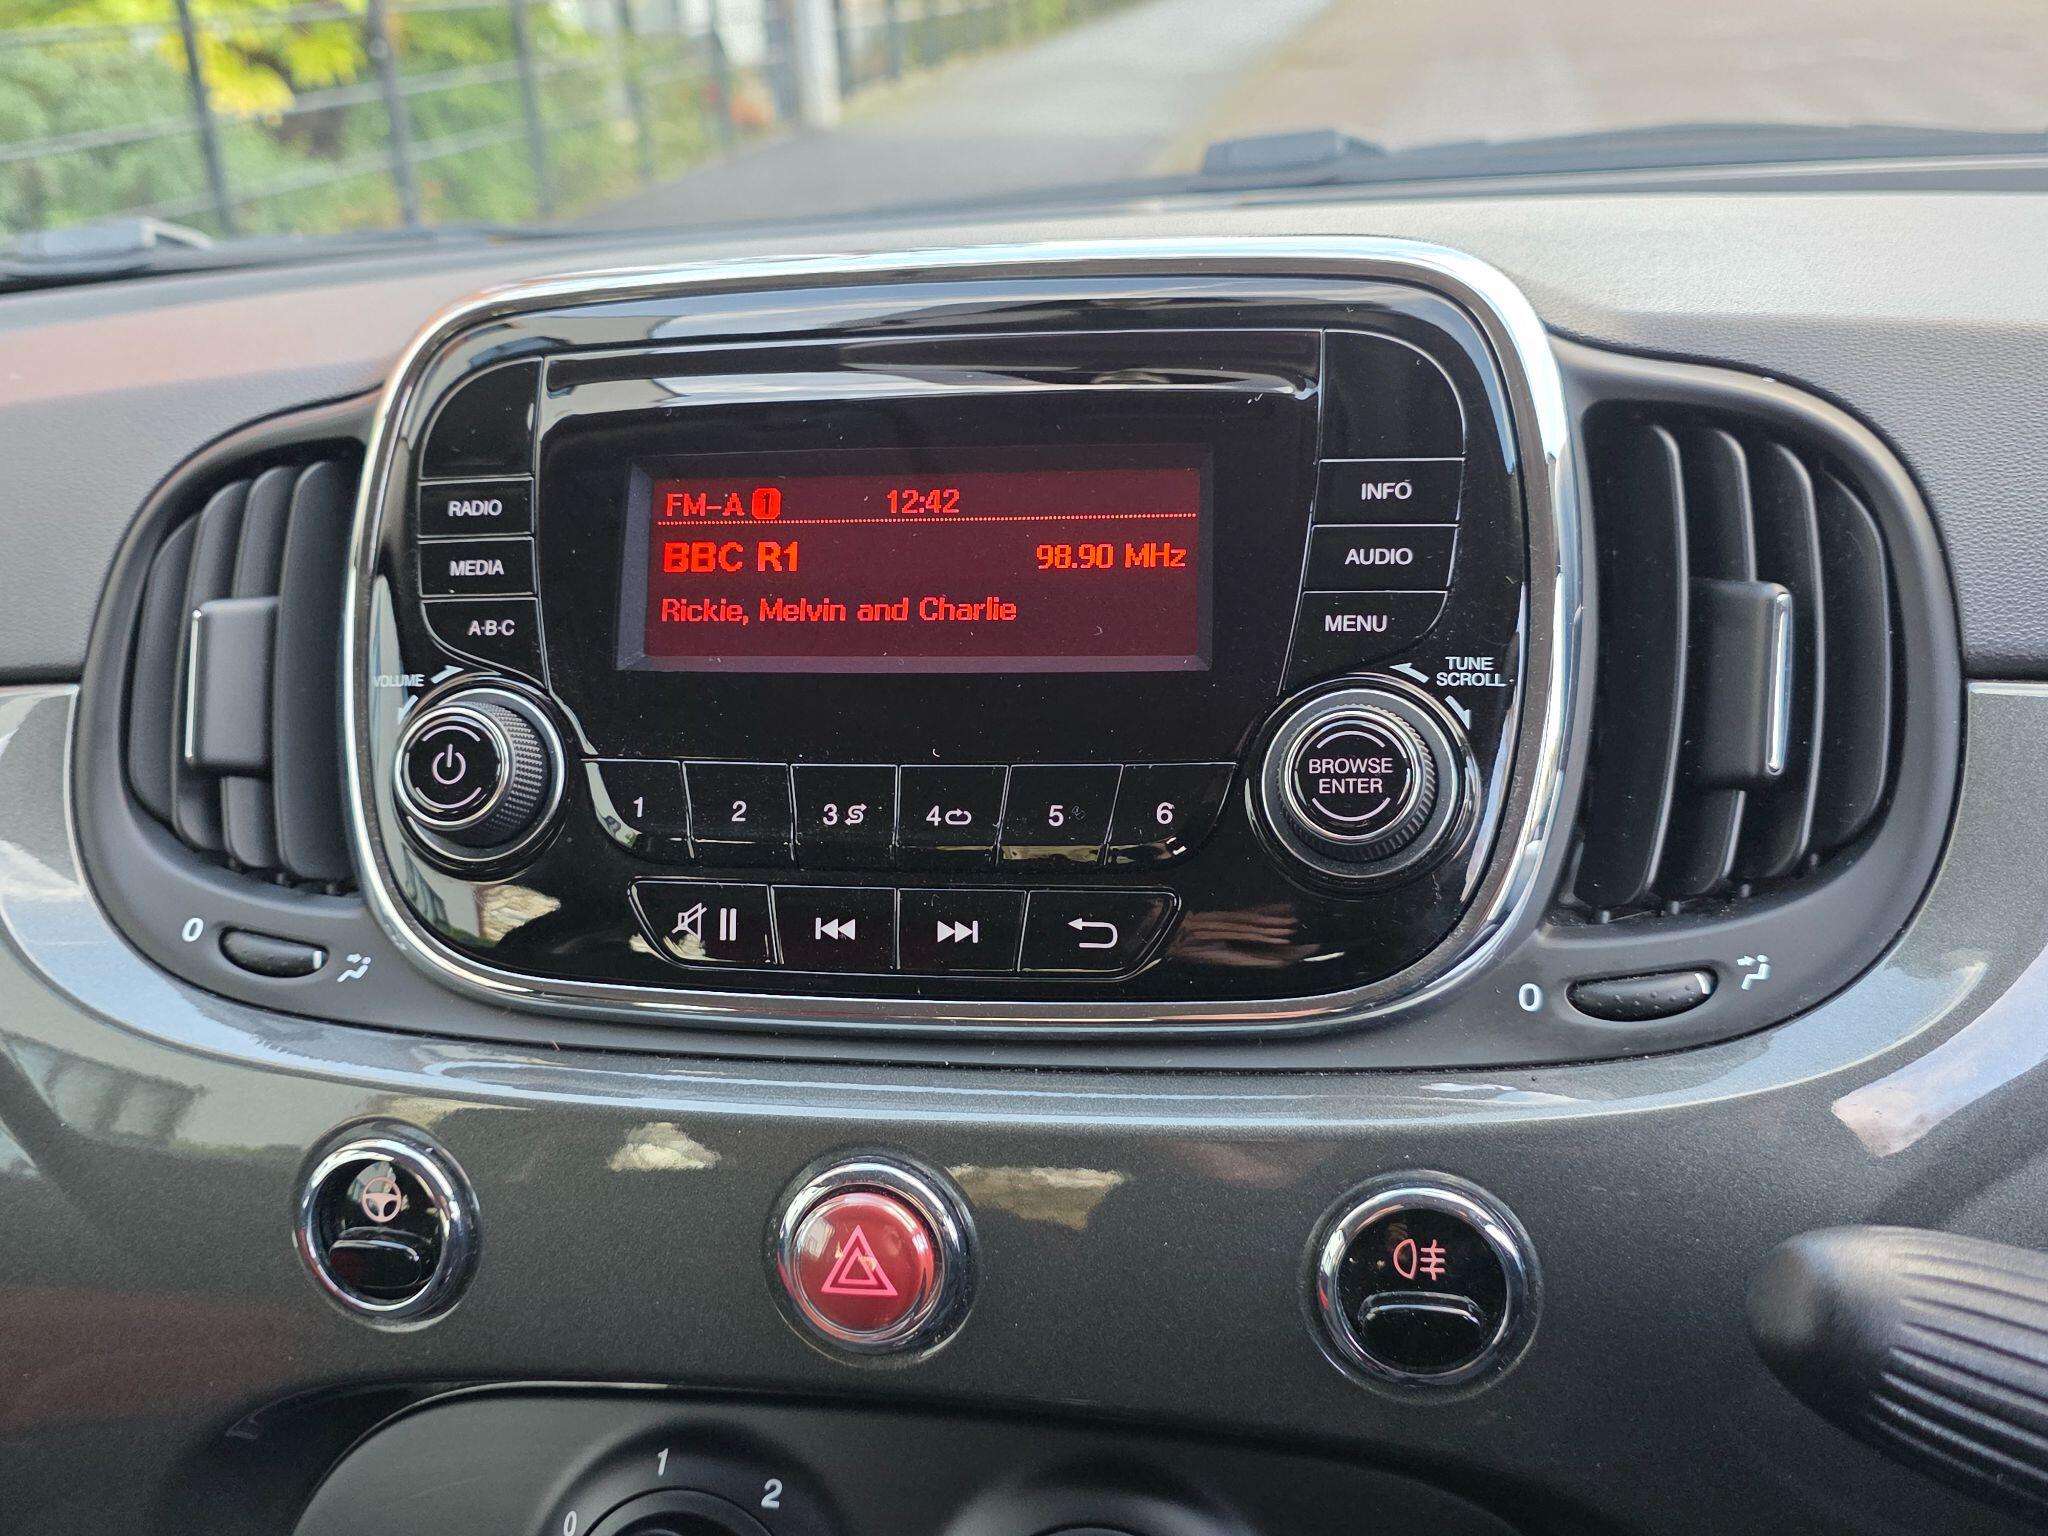 FM-A 1 12:42
BBC R1 98.90 MHz
Rickie, Melvin and Charlie
RADIO
MEDIA
A·B·C
VOLUME
INFO
AUDIO
MENU
TUNE
SCROLL
BROWSE
ENTER
1 2 3 4 5 6
0
0
0 1 2